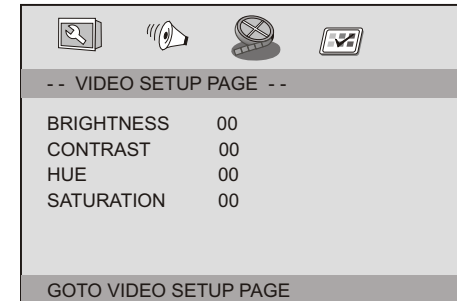 - - VIDEO SETUP PAGE - -
BRIGHTNESS 00
CONTRAST 00
HUE 00
SATURATION 00
GOTO VIDEO SETUP PAGE